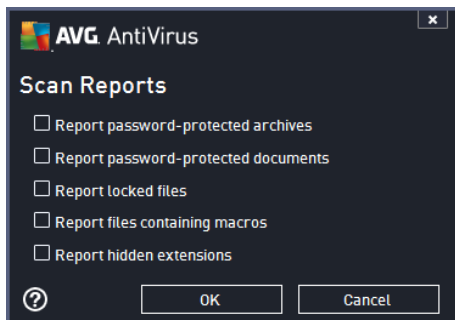 AVG. AntiVirus
Scan Reports
Report password-protected archives
Report password-protected documents
Report locked files
Report files containing macros
Report hidden extensions
OK Cancel